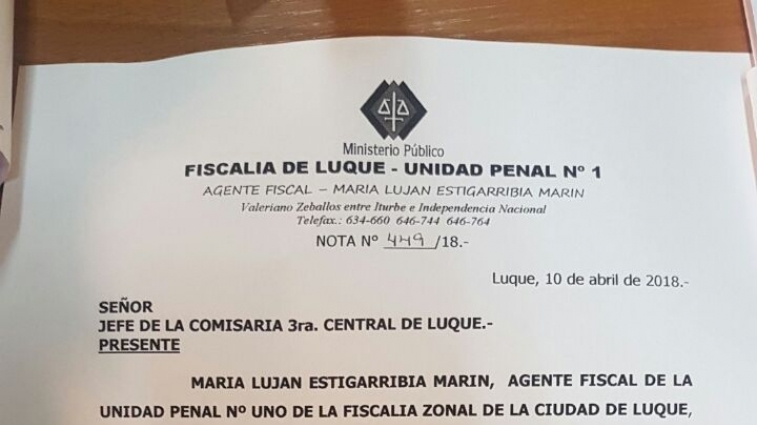 Ministerio Público
FISCALIA DE LUQUE - UNIDAD PENAL Nº 1
AGENTE FISCAL – MARIA LUJAN ESTIGARRIBIA MARIN
Valeriano Zeballos entre Iturbe e Independencia Nacional
Telefax.: 634-660 646-744 646-764
NOTA Nº 449 /18.-
Luque, 10 de abril de 2018.-
SEÑOR
JEFE DE LA COMISARIA 3ra. CENTRAL DE LUQUE.-
PRESENTE
MARIA LUJAN ESTIGARRIBIA MARIN, AGENTE FISCAL DE LA
UNIDAD PENAL Nº UNO DE LA FISCALIA ZONAL DE LA CIUDAD DE LUQUE,